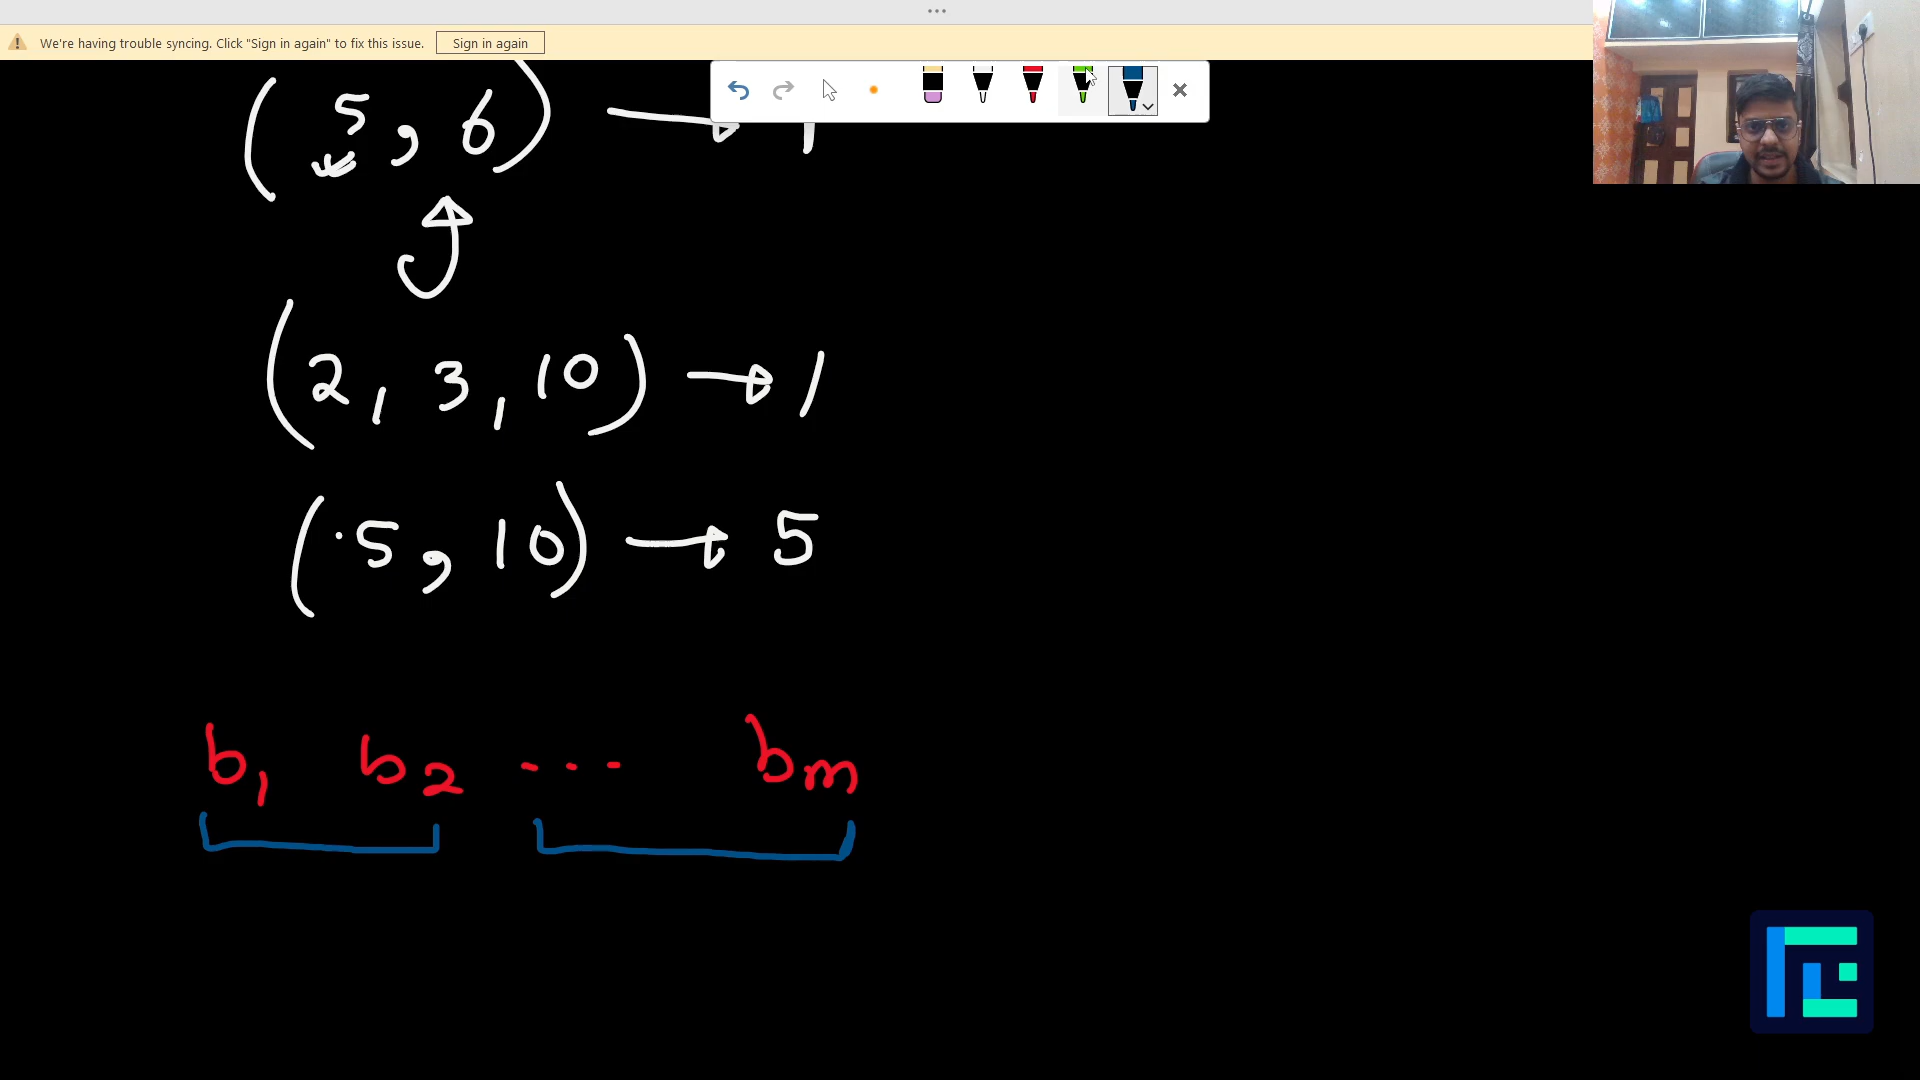 We're having trouble syncing. Click "Sign in again" to fix this issue. Sign in again
(5, 6) → 1
(2, 3, 10) → 1
(5, 10) → 5
b1 b2 --- bm